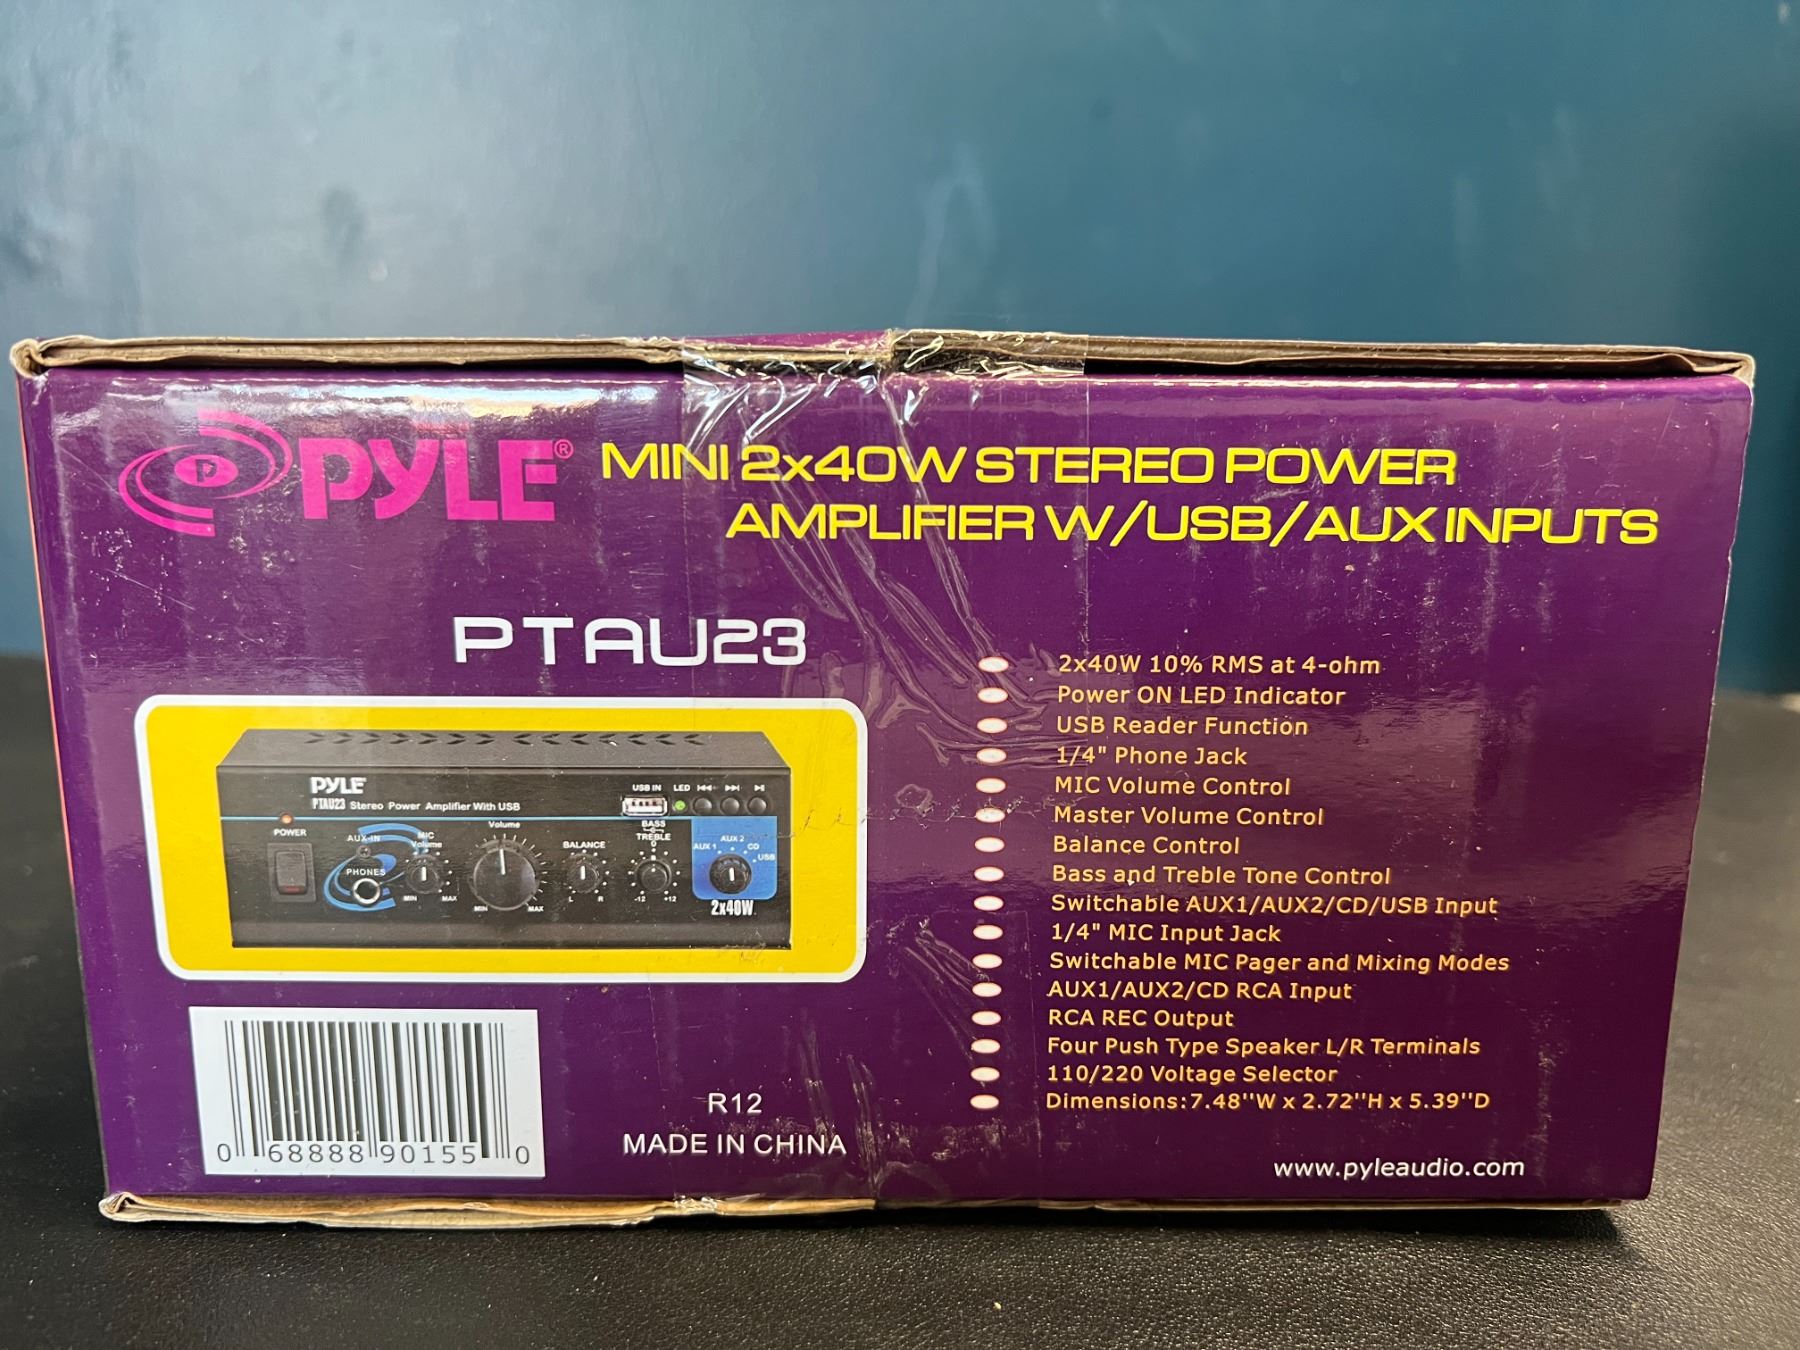 PYLE®
MINI 2x40W STEREO POWER
AMPLIFIER W/USB/AUX INPUTS
PTAU23
PYLE
PTAU23 Stereo Power Amplifier With USB
USB IN LED
POWER
AUX-IN
PHONES
MIC
Volume
MIN MAX
Volume
MIN MAX
BALANCE
L R
BASS
TREBLE
0
-12 +12
AUX 1 AUX 2 CD USB
2x40W
2x40W 10% RMS at 4-ohm
Power ON LED Indicator
USB Reader Function
1/4" Phone Jack
MIC Volume Control
Master Volume Control
Balance Control
Bass and Treble Tone Control
Switchable AUX1/AUX2/CD/USB Input
1/4" MIC Input Jack
Switchable MIC Pager and Mixing Modes
AUX1/AUX2/CD RCA Input
RCA REC Output
Four Push Type Speaker L/R Terminals
110/220 Voltage Selector
Dimensions:7.48''W x 2.72''H x 5.39''D
0 68888 90155 0
R12
MADE IN CHINA
www.pyleaudio.com